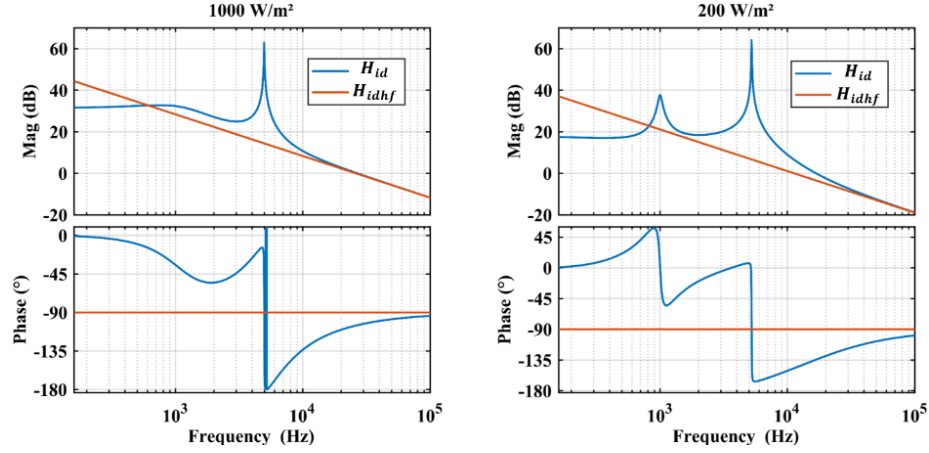 1000 W/m²
Mag (dB)
60
40
20
0
-20
H_id
H_idhf
Phase (°)
0
-45
-90
-135
-180
10³
10⁴
10⁵
Frequency (Hz)
200 W/m²
Mag (dB)
60
40
20
0
-20
H_id
H_idhf
Phase (°)
45
0
-45
-90
-135
-180
10³
10⁴
10⁵
Frequency (Hz)